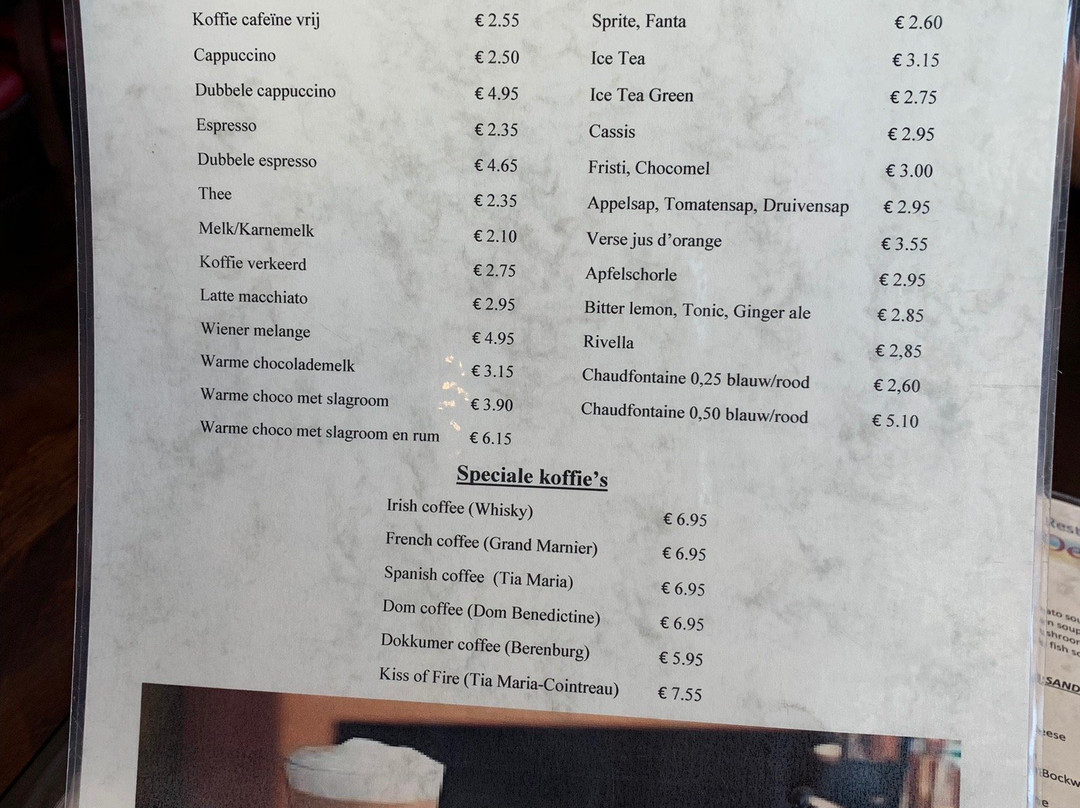 Koffie cafeïne vrij € 2.55
Cappuccino € 2.50
Dubbele cappuccino € 4.95
Espresso € 2.35
Dubbele espresso € 4.65
Thee € 2.35
Melk/Karnemelk € 2.10
Koffie verkeerd € 2.75
Latte macchiato € 2.95
Wiener melange € 4.95
Warme chocolademelk € 3.15
Warme choco met slagroom € 3.90
Warme choco met slagroom en rum € 6.15
Sprite, Fanta € 2.60
Ice Tea € 3.15
Ice Tea Green € 2.75
Cassis € 2.95
Fristi, Chocomel € 3.00
Appelsap, Tomatensap, Druivensap € 2.95
Verse jus d’orange € 3.55
Apfelschorle € 2.95
Bitter lemon, Tonic, Ginger ale € 2.85
Rivella € 2,85
Chaudfontaine 0,25 blauw/rood € 2,60
Chaudfontaine 0,50 blauw/rood € 5.10
Speciale koffie’s
Irish coffee (Whisky) € 6.95
French coffee (Grand Marnier) € 6.95
Spanish coffee (Tia Maria) € 6.95
Dom coffee (Dom Benedictine) € 6.95
Dokkumer coffee (Berenburg) € 5.95
Kiss of Fire (Tia Maria-Cointreau) € 7.55